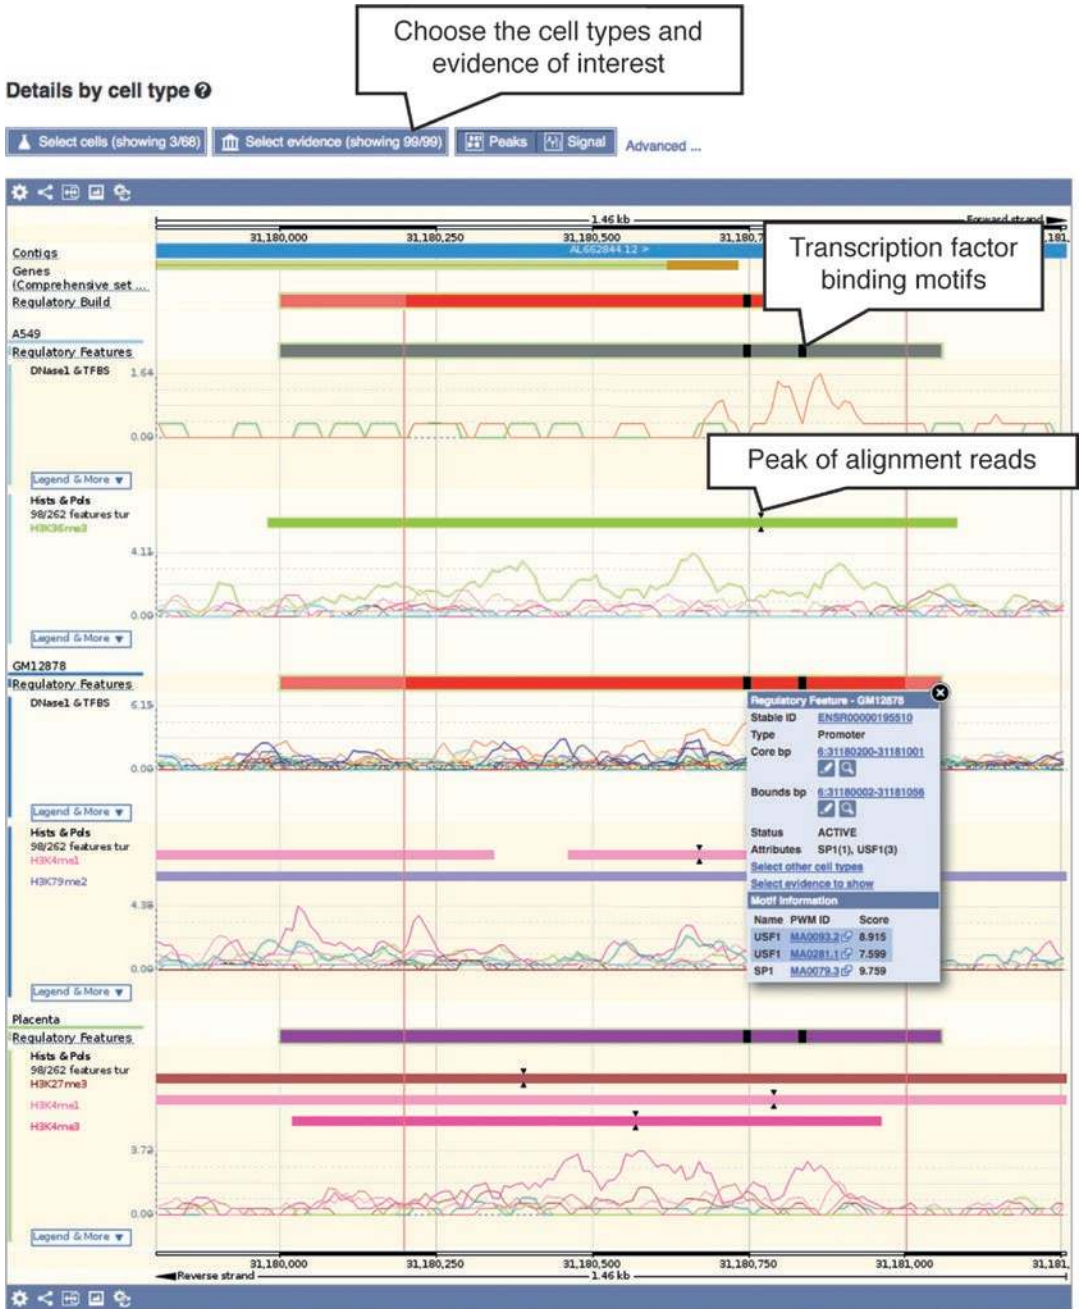 Choose the cell types and
evidence of interest
Details by cell type ?
Select cells (showing 3/68) Select evidence (showing 99/99) Peaks Signal Advanced ...
1.46 kb Forward strand
31,180,000 31,180,250 31,180,500 31,180,7 31,181,
Contigs AL662844.12 >
Genes
(Comprehensive set ...
Regulatory Build
Transcription factor
binding motifs
A549
Regulatory Features
DNase1 & TFBS 1.64
0.00
Legend & More ▼
Peak of alignment reads
Hists & Pols
98/262 features tur
H3K36me3
4.11
0.00
Legend & More ▼
GM12878
Regulatory Features
DNase1 & TFBS 6.15
0.00
Legend & More ▼
Hists & Pols
98/262 features tur
H3K4me1
H3K79me2
4.38
0.00
Legend & More ▼
Regulatory Feature - GM12878
Stable ID ENSR00000195510
Type Promoter
Core bp 6:31180200-31181001
Bounds bp 6:31180002-31181056
Status ACTIVE
Attributes SP1(1), USF1(3)
Select other cell types
Select evidence to show
Motif Information
Name PWM ID Score
USF1 MA0093.2 8.915
USF1 MA0281.1 7.599
SP1 MA0079.3 9.759
Placenta
Regulatory Features
Hists & Pols
98/262 features tur
H3K27me3
H3K4me1
H3K4me3
3.72
0.00
Legend & More ▼
31,180,000 31,180,250 31,180,500 31,180,750 31,181,000 31,181,
Reverse strand 1.46 kb